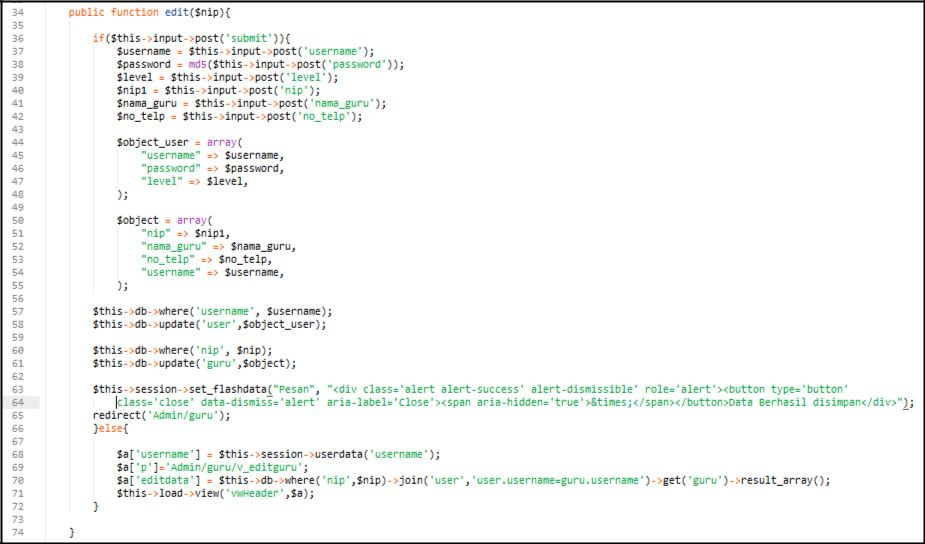 34 public function edit($nip){
35
36 if($this->input->post('submit')){
37 $username = $this->input->post('username');
38 $password = md5($this->input->post('password'));
39 $level = $this->input->post('level');
40 $nip1 = $this->input->post('nip');
41 $nama_guru = $this->input->post('nama_guru');
42 $no_telp = $this->input->post('no_telp');
43
44 $object_user = array(
45 "username" => $username,
46 "password" => $password,
47 "level" => $level,
48 );
49
50 $object = array(
51 "nip" => $nip1,
52 "nama_guru" => $nama_guru,
53 "no_telp" => $no_telp,
54 "username" => $username,
55 );
56
57 $this->db->where('username', $username);
58 $this->db->update('user',$object_user);
59
60 $this->db->where('nip', $nip);
61 $this->db->update('guru',$object);
62
63 $this->session->set_flashdata("Pesan", "<div class='alert alert-success' alert-dismissible' role='alert'><button type='button'
64 class='close' data-dismiss='alert' aria-label='Close'><span aria-hidden='true'>&times;</span></button>Data Berhasil disimpan</div>");
65 redirect('Admin/guru');
66 }else{
67
68 $a['username'] = $this->session->userdata('username');
69 $a['p']='Admin/guru/v_editguru';
70 $a['editdata'] = $this->db->where('nip',$nip)->join('user','user.username=guru.username')->get('guru')->result_array();
71 $this->load->view('vwHeader',$a);
72 }
73
74 }